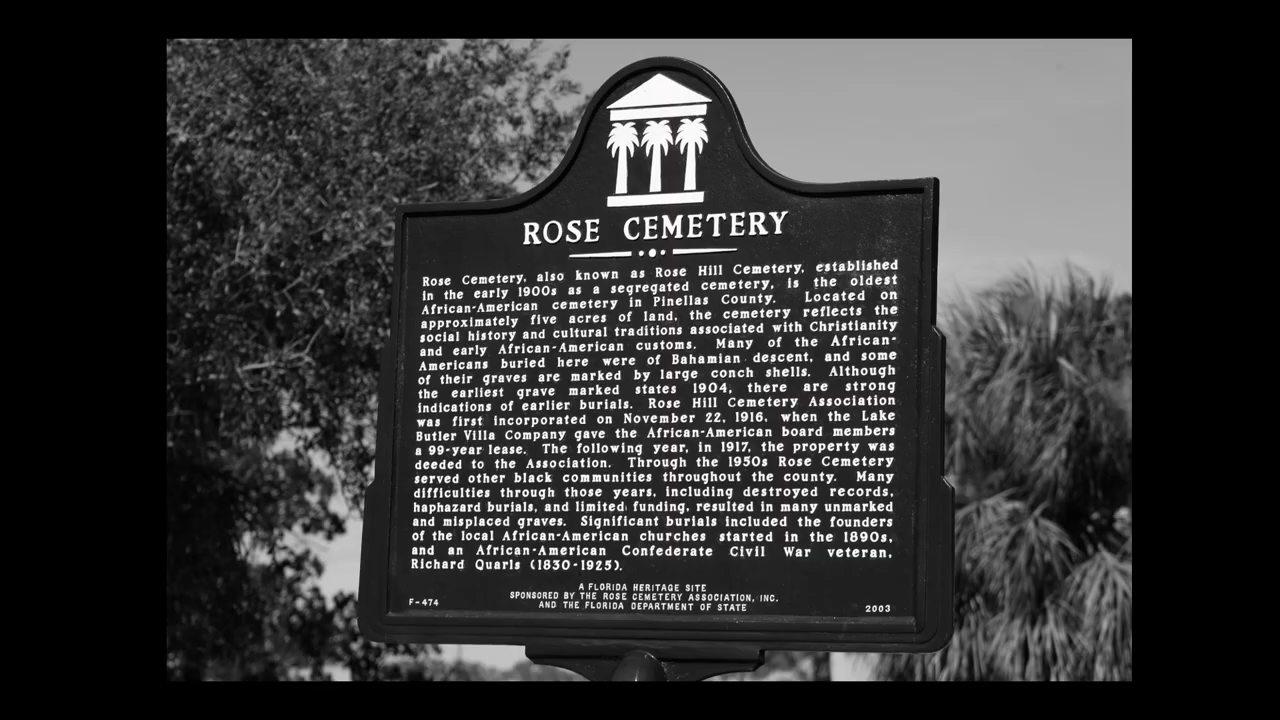 ROSE CEMETERY
Rose Cemetery, also known as Rose Hill Cemetery, established
in the early 1900s as a segregated cemetery, is the oldest
African-American cemetery in Pinellas County. Located on
approximately five acres of land, the cemetery reflects the
social history and cultural traditions associated with Christianity
and early African-American customs. Many of the African-
Americans buried here were of Bahamian descent, and some
of their graves are marked by large conch shells. Although
the earliest grave marked states 1904, there are strong
indications of earlier burials. Rose Hill Cemetery Association
was first incorporated on November 22, 1916, when the Lake
Butler Villa Company gave the African-American board members
a 99-year lease. The following year, in 1917, the property was
deeded to the Association. Through the 1950s Rose Cemetery
served other black communities throughout the county. Many
difficulties through those years, including destroyed records,
haphazard burials, and limited funding, resulted in many unmarked
and misplaced graves. Significant burials included the founders
of the local African-American churches started in the 1890s,
and an African-American Confederate Civil War veteran,
Richard Quarls (1830-1925).
A FLORIDA HERITAGE SITE
SPONSORED BY THE ROSE CEMETERY ASSOCIATION, INC.
AND THE FLORIDA DEPARTMENT OF STATE
F-474
2003